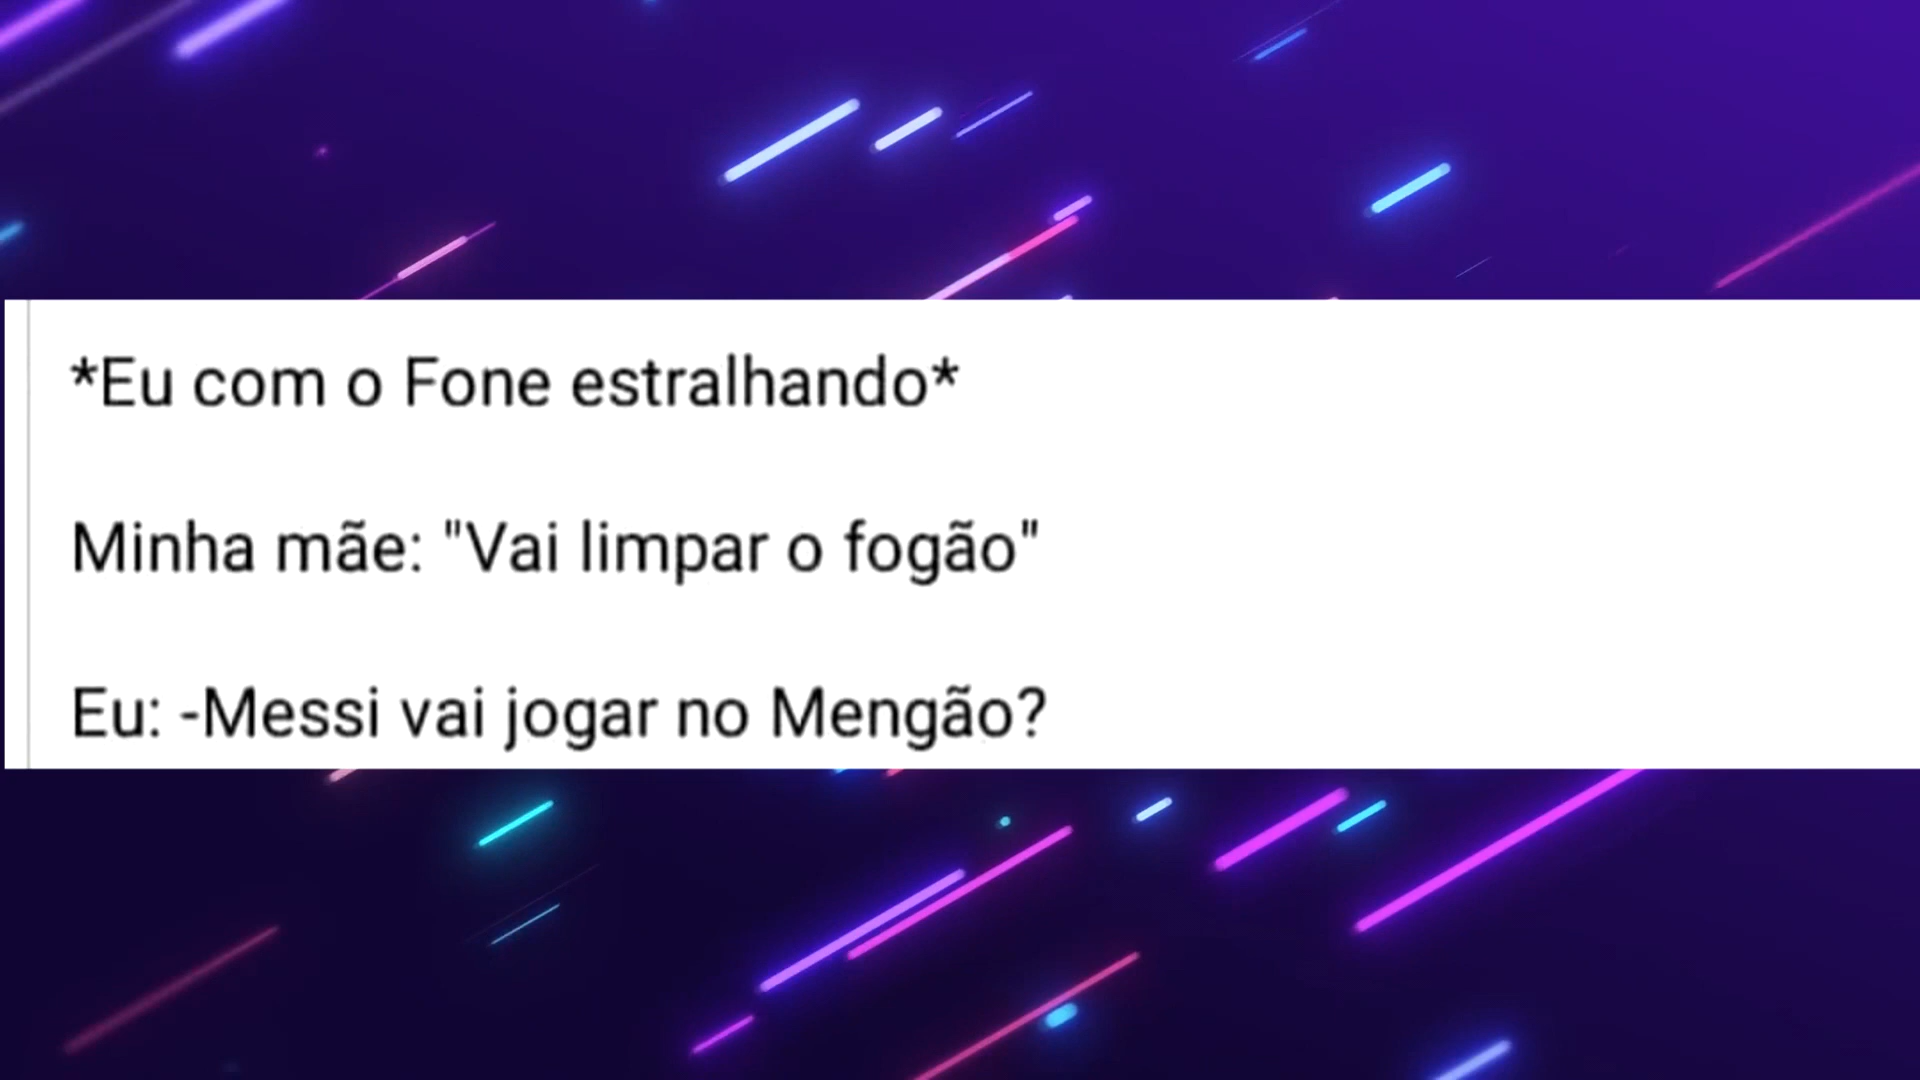 *Eu com o Fone estralhando*
Minha mãe: "Vai limpar o fogão"
Eu: -Messi vai jogar no Mengão?